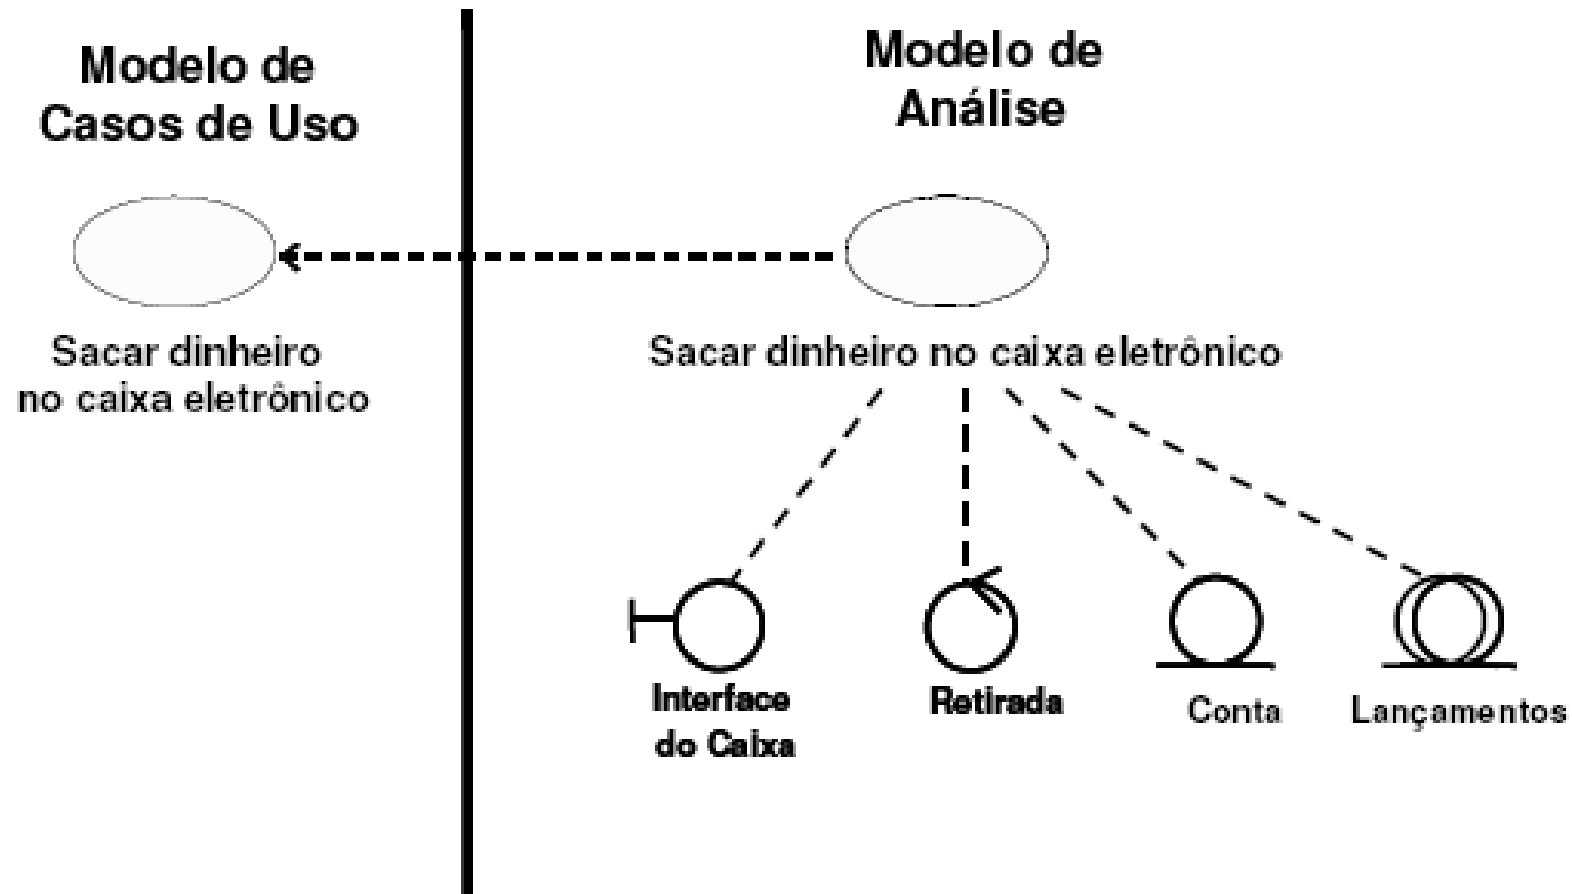 Modelo de
Casos de Uso
Sacar dinheiro
no caixa eletrônico
Modelo de
Análise
Sacar dinheiro no caixa eletrônico
Interface
do Caixa
Retirada
Conta
Lançamentos